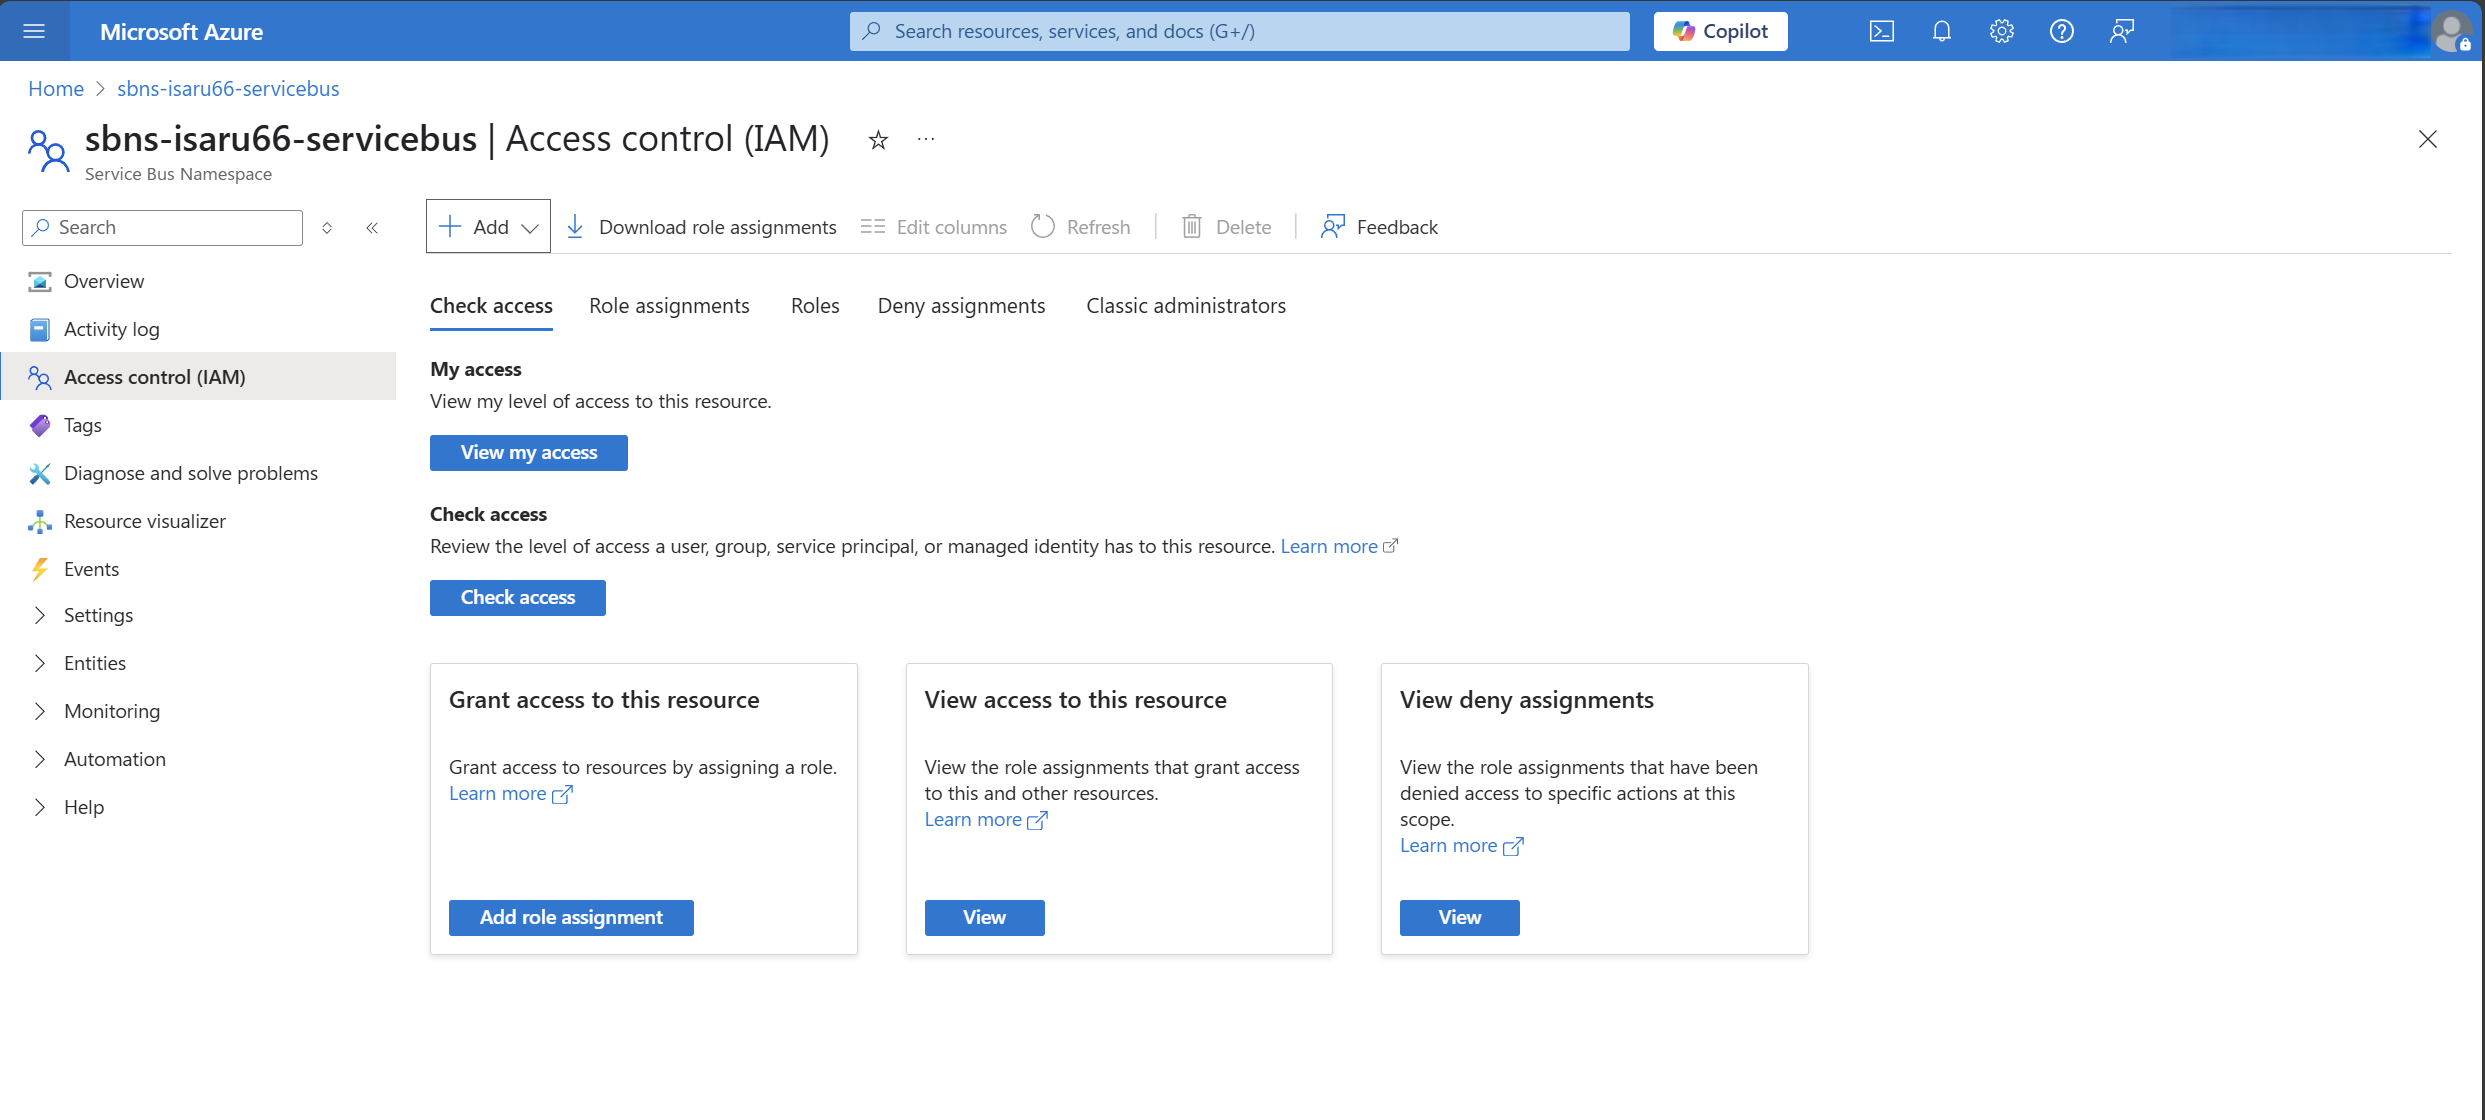 Microsoft Azure
Search resources, services, and docs (G+/)
Copilot
Home > sbns-isaru66-servicebus
sbns-isaru66-servicebus | Access control (IAM)
Service Bus Namespace
Search
Add
Download role assignments
Edit columns
Refresh
Delete
Feedback
Overview
Activity log
Access control (IAM)
Tags
Diagnose and solve problems
Resource visualizer
Events
Settings
Entities
Monitoring
Automation
Help
Check access
Role assignments
Roles
Deny assignments
Classic administrators
My access
View my level of access to this resource.
View my access
Check access
Review the level of access a user, group, service principal, or managed identity has to this resource. Learn more
Check access
Grant access to this resource
Grant access to resources by assigning a role.
Learn more
Add role assignment
View access to this resource
View the role assignments that grant access
to this and other resources.
Learn more
View
View deny assignments
View the role assignments that have been
denied access to specific actions at this
scope.
Learn more
View